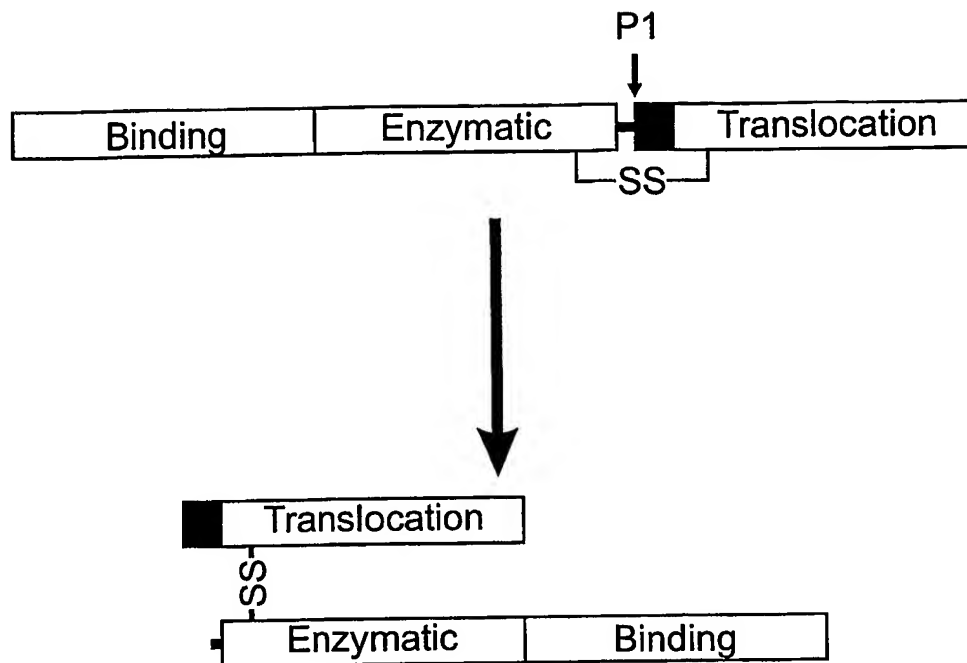 P1
Binding Enzymatic Translocation
SS
Translocation
SS
Enzymatic Binding